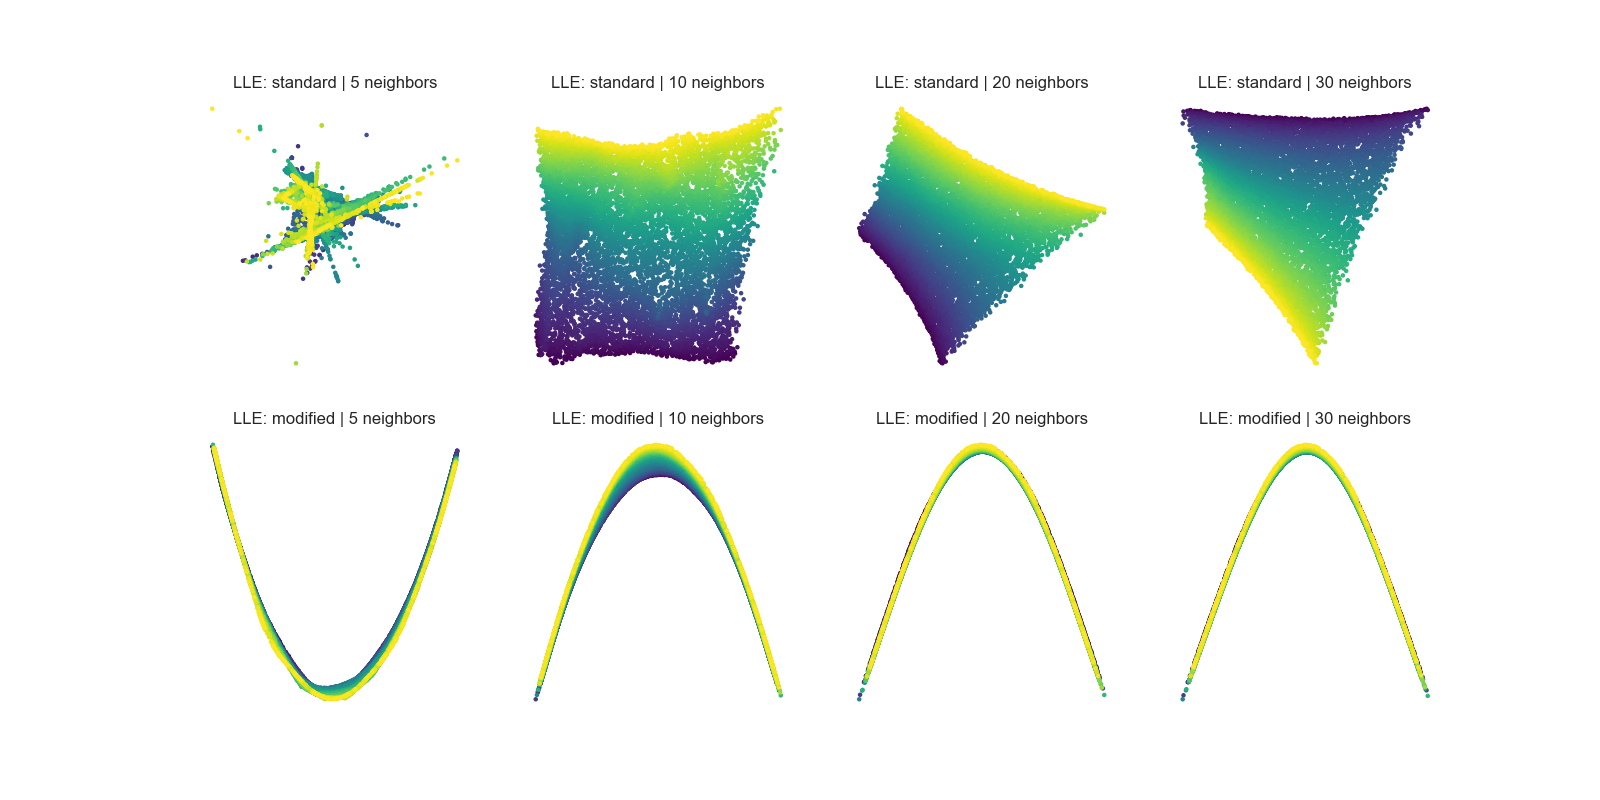 LLE: standard | 5 neighbors
LLE: standard | 10 neighbors
LLE: standard | 20 neighbors
LLE: standard | 30 neighbors
LLE: modified | 5 neighbors
LLE: modified | 10 neighbors
LLE: modified | 20 neighbors
LLE: modified | 30 neighbors